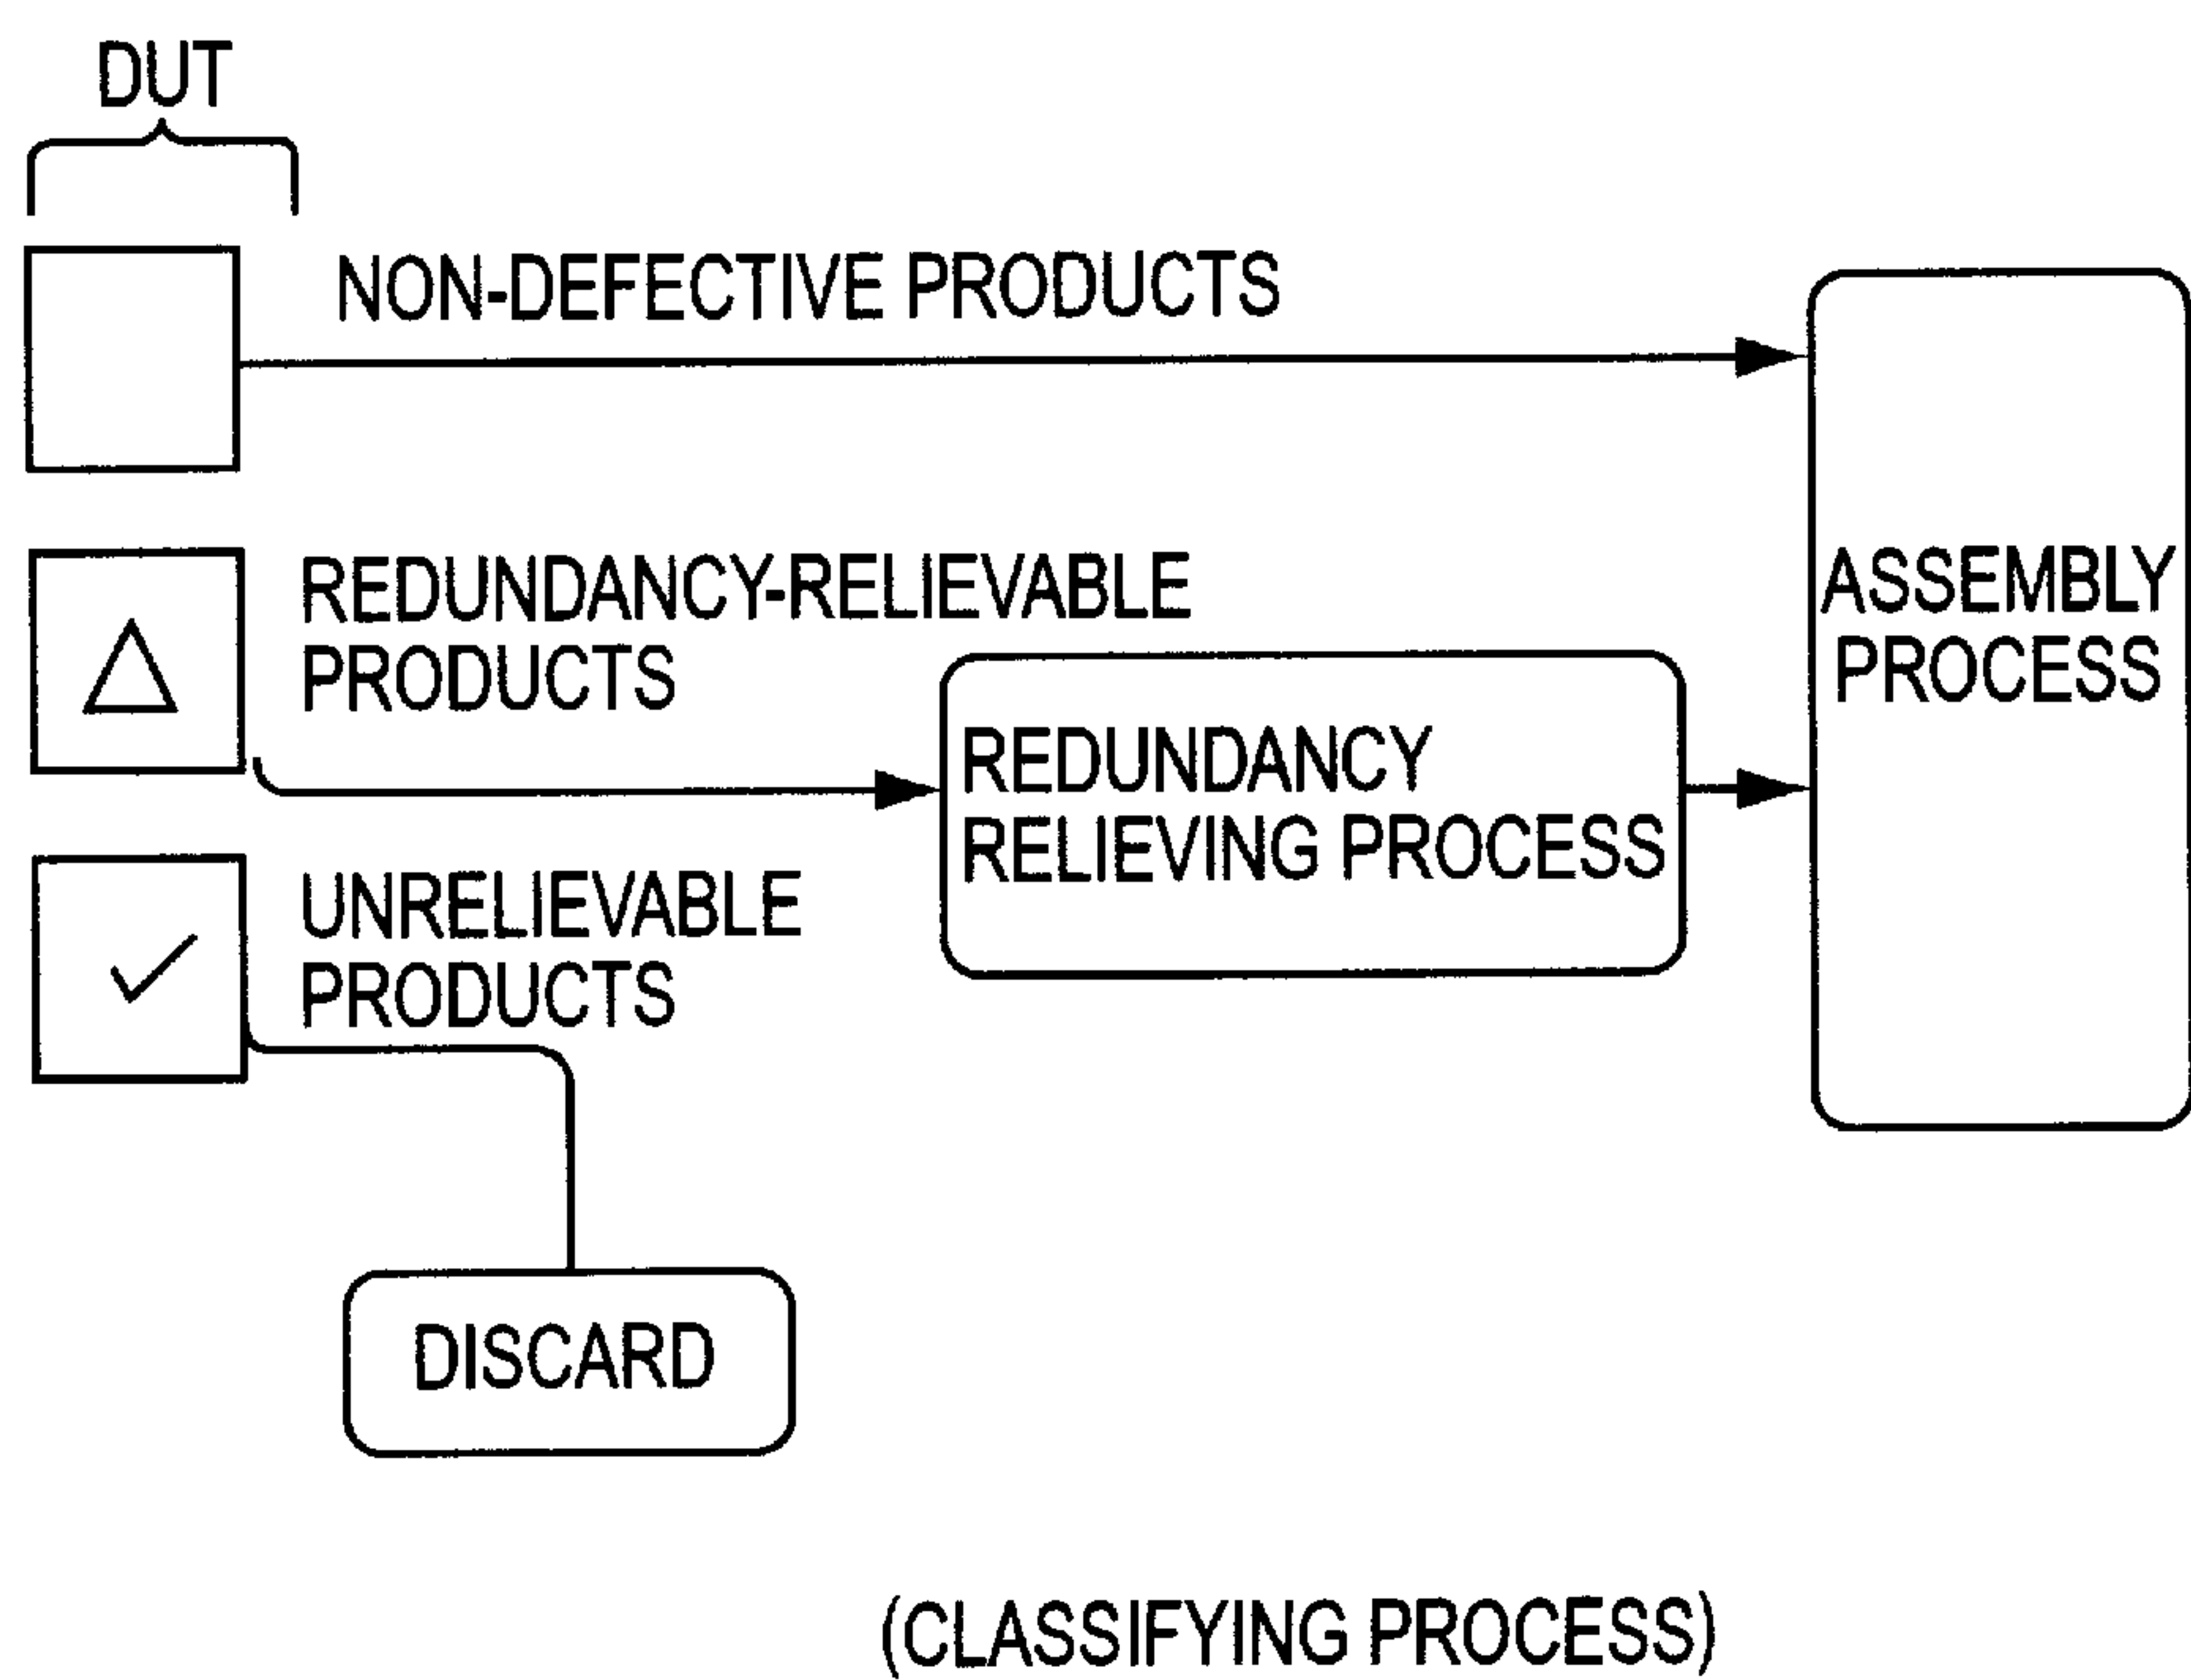 DUT
NON-DEFECTIVE PRODUCTS
REDUNDANCY-RELIEVABLE
PRODUCTS
REDUNDANCY
RELIEVING PROCESS
ASSEMBLY
PROCESS
UNRELIEVABLE
PRODUCTS
DISCARD
(CLASSIFYING PROCESS)